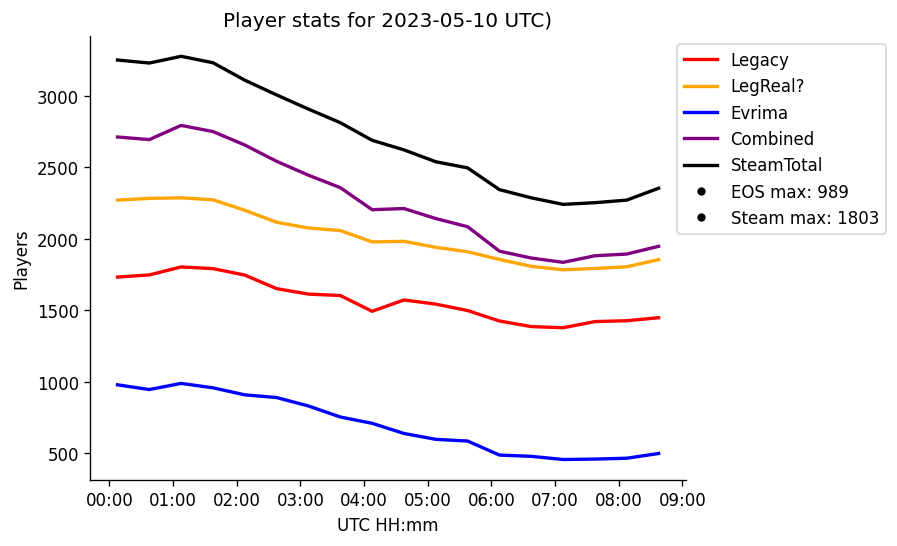 Player stats for 2023-05-10 UTC)
Legacy
LegReal?
Evrima
Combined
SteamTotal
EOS max: 989
Steam max: 1803
Players
3000
2500
2000
1500
1000
500
00:00 01:00 02:00 03:00 04:00 05:00 06:00 07:00 08:00 09:00
UTC HH:mm